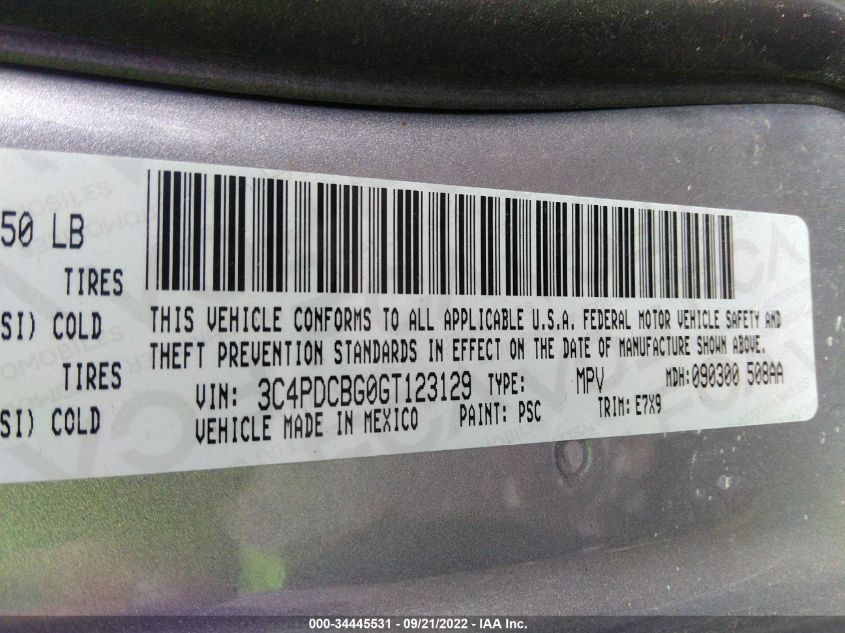 50 LB
TIRES
SI) COLD
TIRES
SI) COLD
THIS VEHICLE CONFORMS TO ALL APPLICABLE U.S.A. FEDERAL MOTOR VEHICLE SAFETY AND
THEFT PREVENTION STANDARDS IN EFFECT ON THE DATE OF MANUFACTURE SHOWN ABOVE.
VIN: 3C4PDCBG0GT123129 TYPE: MPV MDH: 090300 508AA
VEHICLE MADE IN MEXICO PAINT: PSC TRIM: E7X9
000-34445531 - 09/21/2022 - IAA Inc.